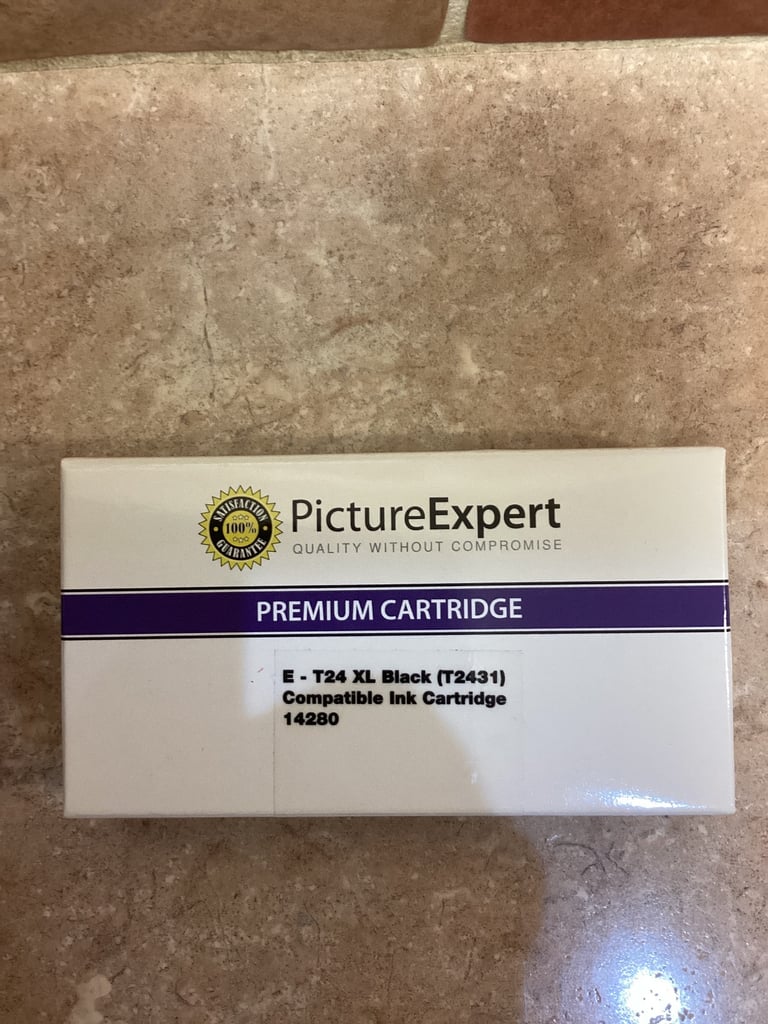 SATISFACTION
100%
GUARANTEE
PictureExpert
QUALITY WITHOUT COMPROMISE
PREMIUM CARTRIDGE
E - T24 XL Black (T2431)
Compatible Ink Cartridge
14280